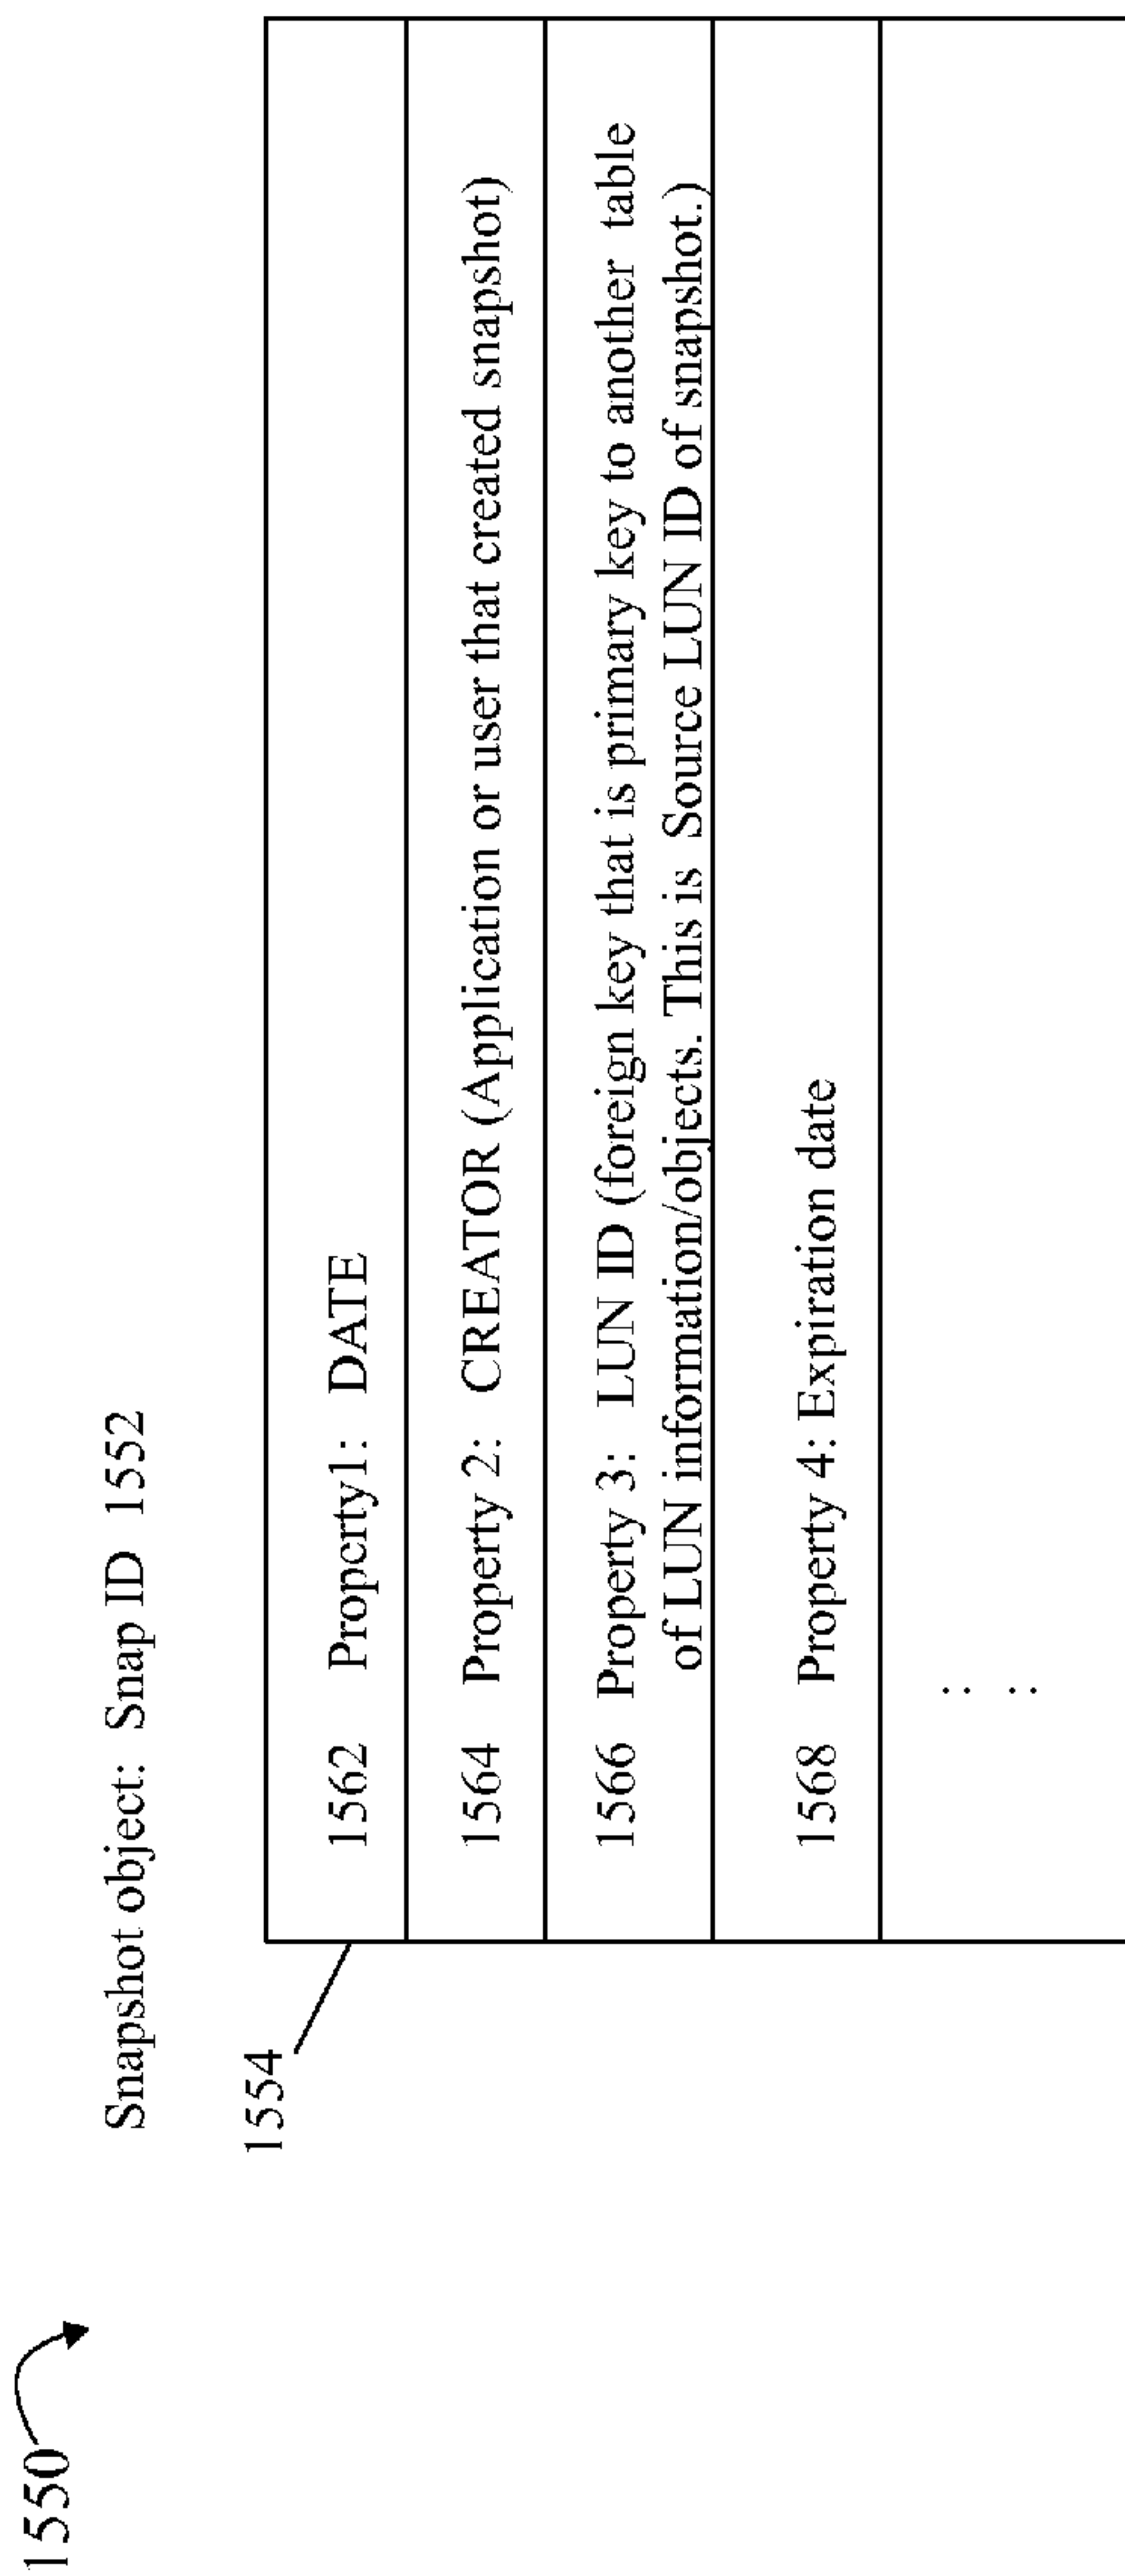 1550
Snapshot object: Snap ID 1552
1554
1562 Property1: DATE
1564 Property 2: CREATOR (Application or user that created snapshot)
1566 Property 3: LUN ID (foreign key that is primary key to another table
of LUN information/objects. This is Source LUN ID of snapshot.)
1568 Property 4: Expiration date
: :